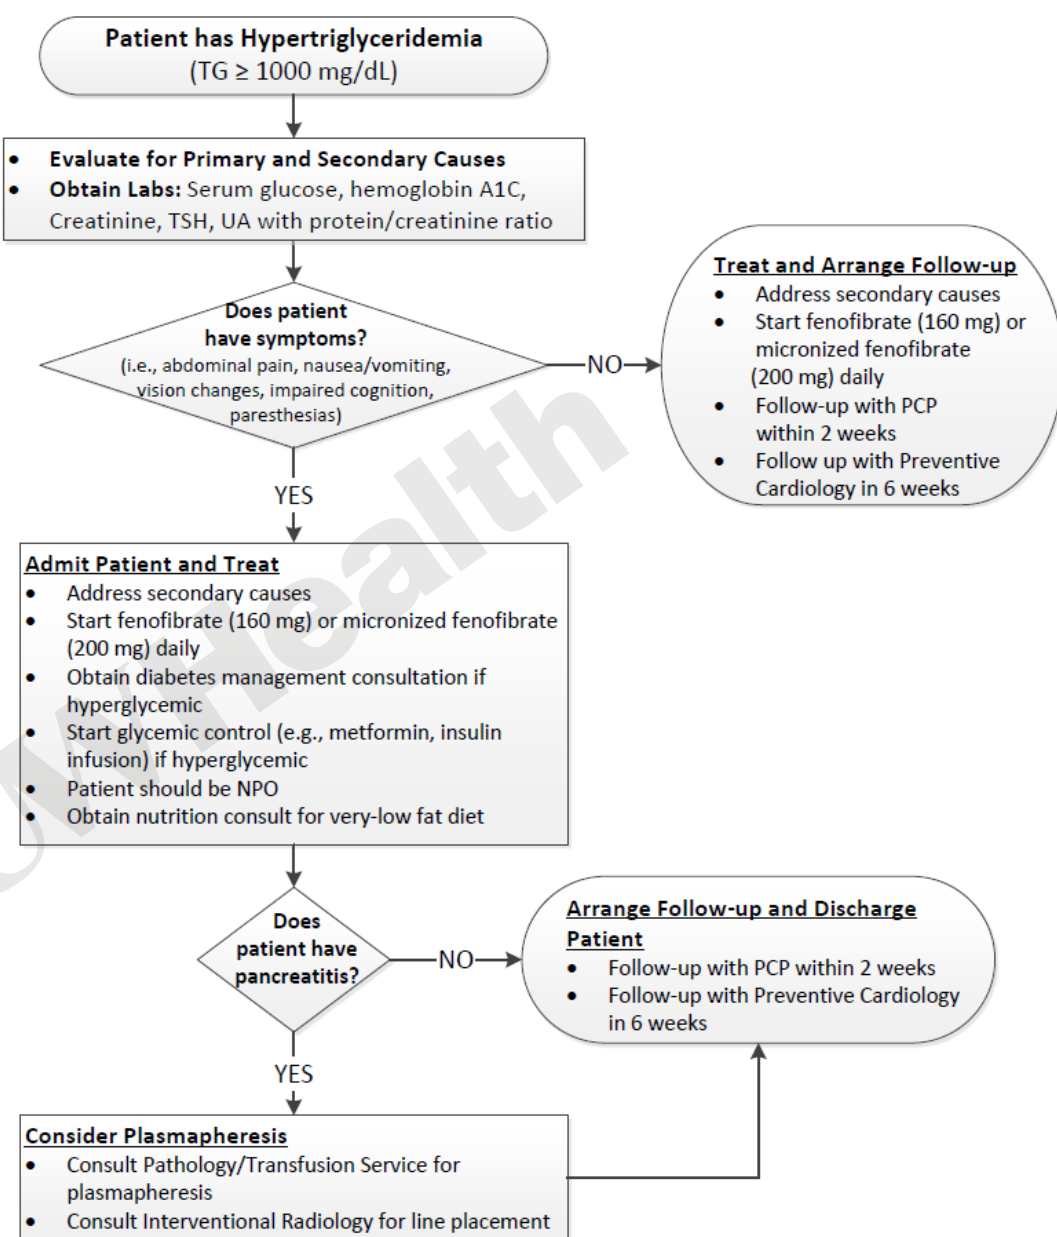 Patient has Hypertriglyceridemia
(TG ≥ 1000 mg/dL)
• Evaluate for Primary and Secondary Causes
• Obtain Labs: Serum glucose, hemoglobin A1C,
Creatinine, TSH, UA with protein/creatinine ratio
Does patient
have symptoms?
(i.e., abdominal pain, nausea/vomiting,
vision changes, impaired cognition,
paresthesias)
NO
Treat and Arrange Follow-up
• Address secondary causes
• Start fenofibrate (160 mg) or
micronized fenofibrate
(200 mg) daily
• Follow-up with PCP
within 2 weeks
• Follow up with Preventive
Cardiology in 6 weeks
YES
Admit Patient and Treat
• Address secondary causes
• Start fenofibrate (160 mg) or micronized fenofibrate
(200 mg) daily
• Obtain diabetes management consultation if
hyperglycemic
• Start glycemic control (e.g., metformin, insulin
infusion) if hyperglycemic
• Patient should be NPO
• Obtain nutrition consult for very-low fat diet
Does
patient have
pancreatitis?
NO
Arrange Follow-up and Discharge
Patient
• Follow-up with PCP within 2 weeks
• Follow-up with Preventive Cardiology
in 6 weeks
YES
Consider Plasmapheresis
• Consult Pathology/Transfusion Service for
plasmapheresis
• Consult Interventional Radiology for line placement
UWHealth